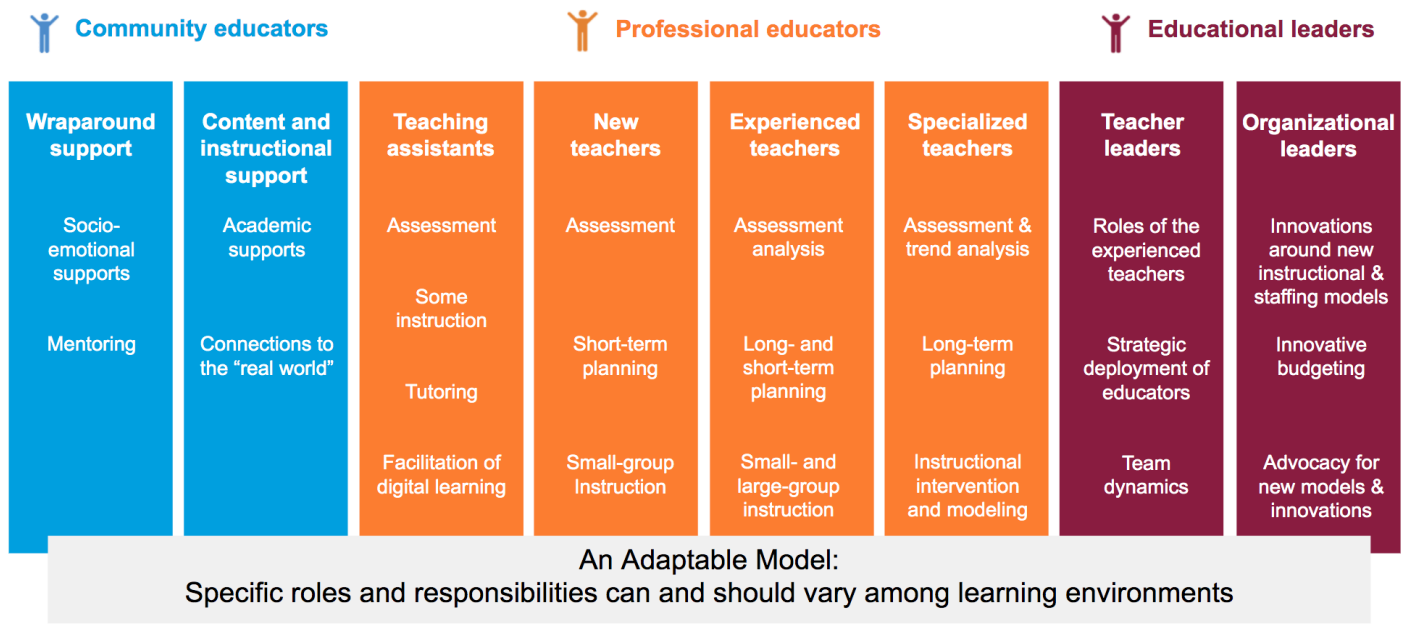 Community educators
Professional educators
Educational leaders
Wraparound
support
Socio-
emotional
supports
Mentoring
Content and
instructional
support
Academic
supports
Connections to
the “real world”
Teaching
assistants
Assessment
Some
instruction
Tutoring
Facilitation of
digital learning
New
teachers
Assessment
Short-term
planning
Small-group
Instruction
Experienced
teachers
Assessment
analysis
Long- and
short-term
planning
Small- and
large-group
instruction
Specialized
teachers
Assessment &
trend analysis
Long-term
planning
Instructional
intervention
and modeling
Teacher
leaders
Roles of the
experienced
teachers
Strategic
deployment of
educators
Team
dynamics
Organizational
leaders
Innovations
around new
instructional &
staffing models
Innovative
budgeting
Advocacy for
new models &
innovations
An Adaptable Model:
Specific roles and responsibilities can and should vary among learning environments